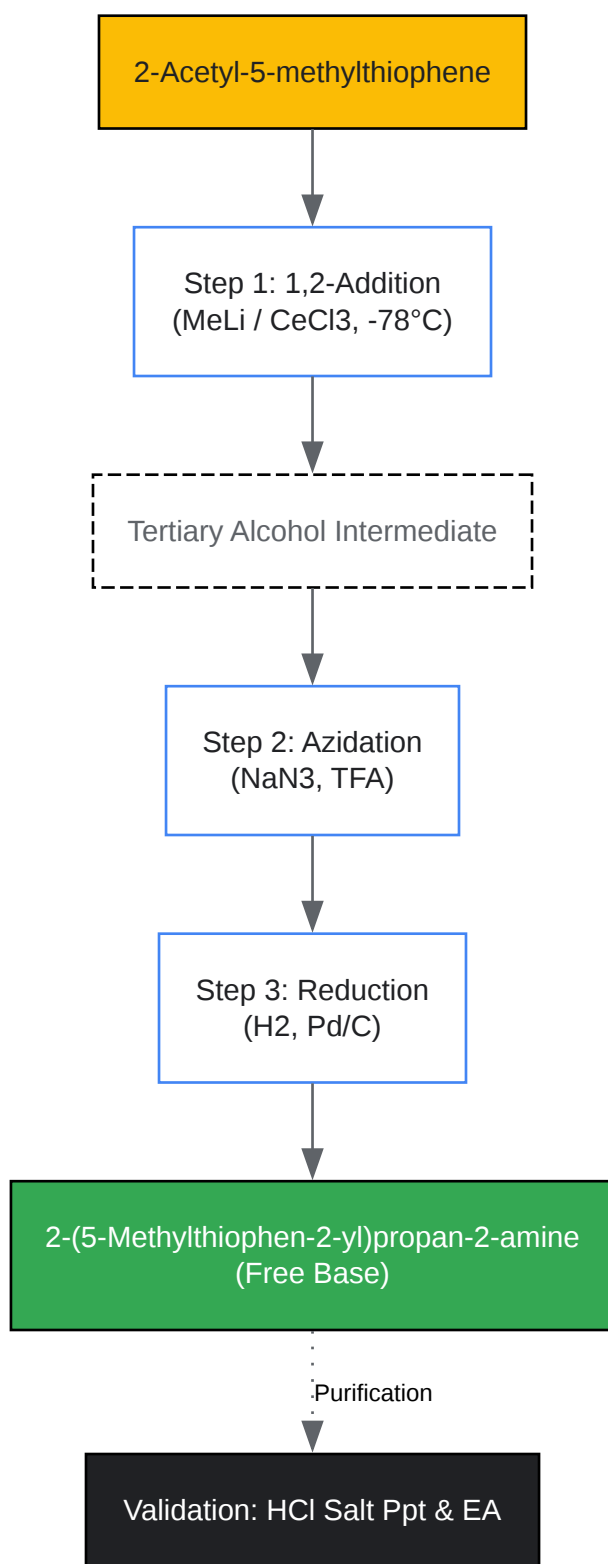 2-Acetyl-5-methylthiophene
Step 1: 1,2-Addition
(MeLi / CeCl3, -78°C)
Tertiary Alcohol Intermediate
Step 2: Azidation
(NaN3, TFA)
Step 3: Reduction
(H2, Pd/C)
2-(5-Methylthiophen-2-yl)propan-2-amine
(Free Base)
Purification
Validation: HCl Salt Ppt & EA